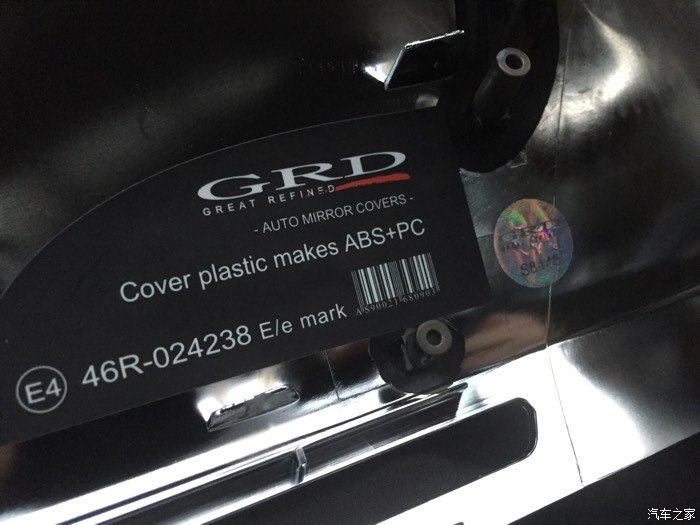 GRD
GREAT REFINED
- AUTO MIRROR COVERS -
Cover plastic makes ABS+PC
E4 46R-024238 E/e mark
GRD
汽车之家